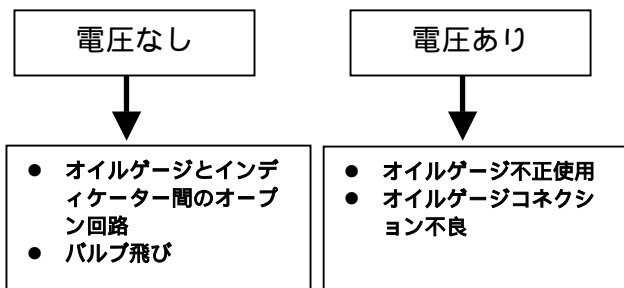 電圧なし
電圧あり
● オイルゲージとインデ
ィケーター間のオープ
ン回路
● バルブ飛び
● オイルゲージ不正使用
● オイルゲージコネクシ
ョン不良